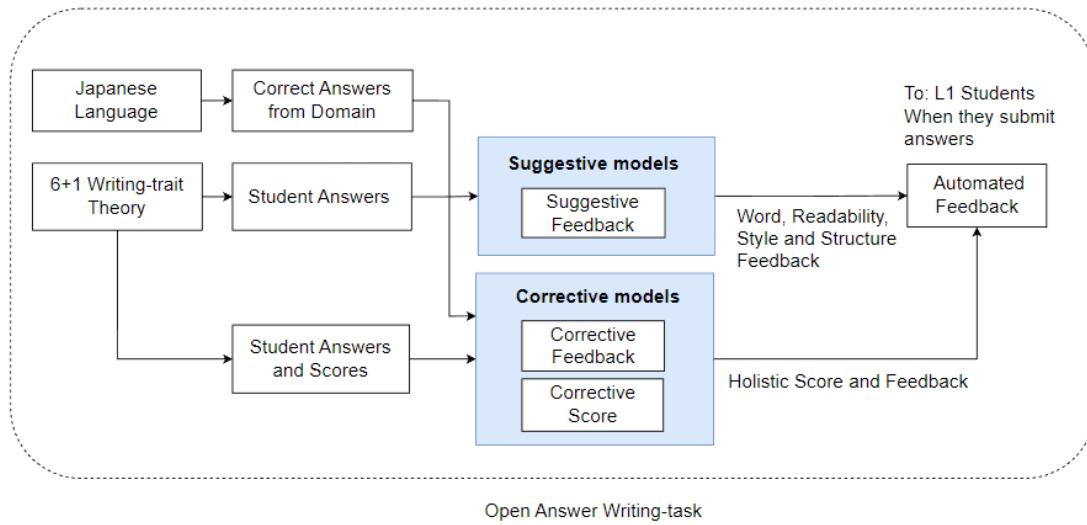 Japanese
Language
Correct Answers
from Domain
To: L1 Students
When they submit
answers
6+1 Writing-trait
Theory
Student Answers
Suggestive models
Suggestive
Feedback
Word, Readability,
Style and Structure
Feedback
Automated
Feedback
Student Answers
and Scores
Corrective models
Corrective
Feedback
Corrective
Score
Holistic Score and Feedback
Open Answer Writing-task